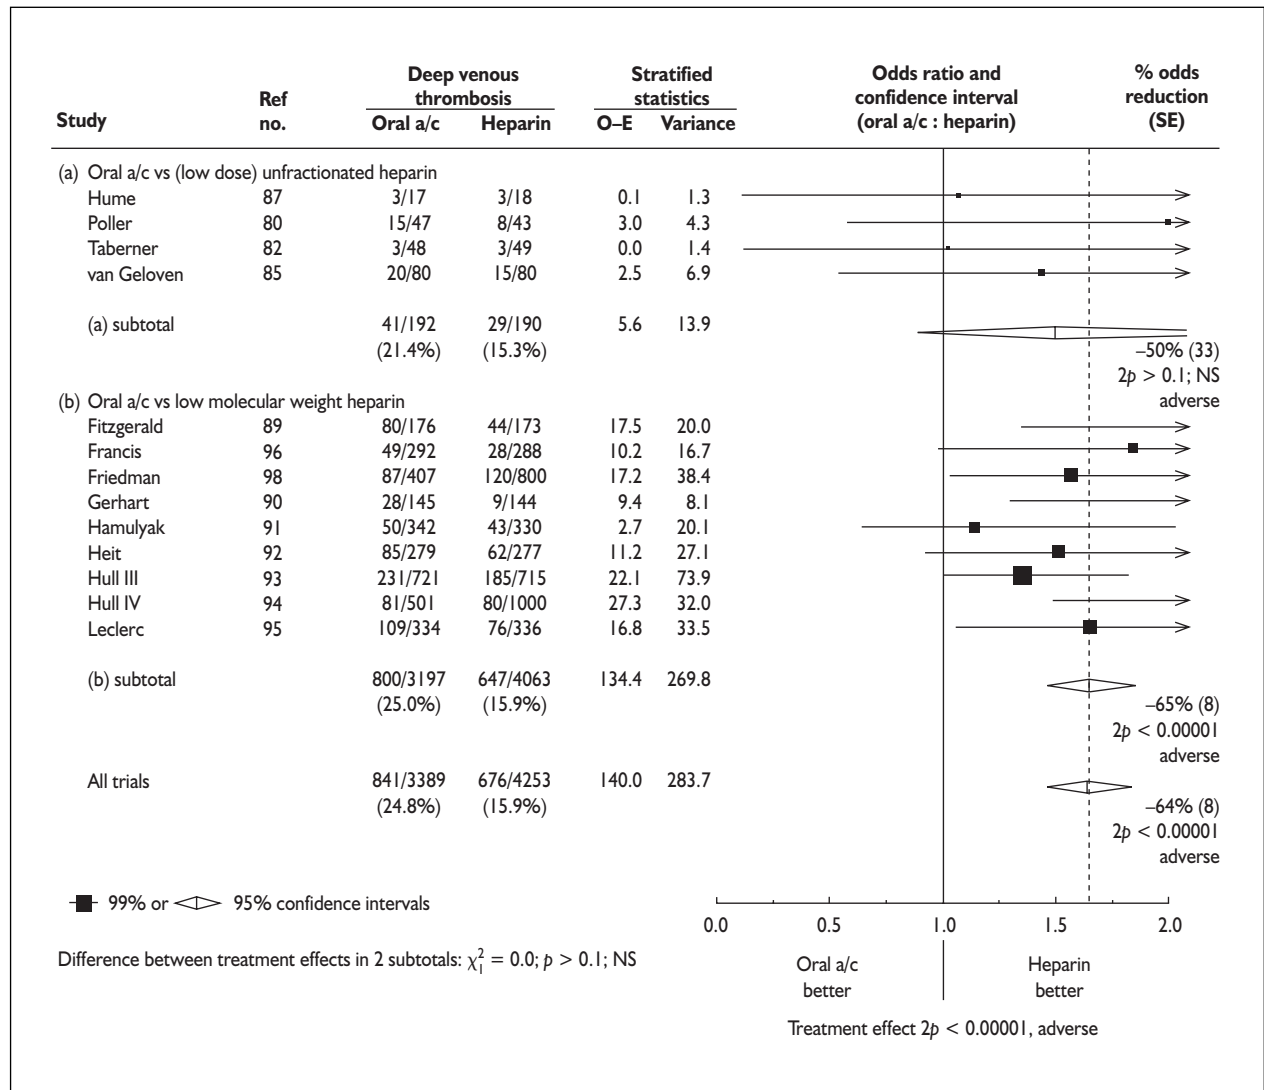 Deep venous thrombosis
Stratified statistics
Odds ratio and confidence interval (oral a/c : heparin)
% odds reduction (SE)
Study Ref no. Oral a/c Heparin O–E Variance
(a) Oral a/c vs (low dose) unfractionated heparin
Hume 87 3/17 3/18 0.1 1.3
Poller 80 15/47 8/43 3.0 4.3
Taberner 82 3/48 3/49 0.0 1.4
van Geloven 85 20/80 15/80 2.5 6.9
(a) subtotal 41/192 29/190 5.6 13.9
(21.4%) (15.3%)
–50% (33)
2p > 0.1; NS
adverse
(b) Oral a/c vs low molecular weight heparin
Fitzgerald 89 80/176 44/173 17.5 20.0
Francis 96 49/292 28/288 10.2 16.7
Friedman 98 87/407 120/800 17.2 38.4
Gerhart 90 28/145 9/144 9.4 8.1
Hamulyak 91 50/342 43/330 2.7 20.1
Heit 92 85/279 62/277 11.2 27.1
Hull III 93 231/721 185/715 22.1 73.9
Hull IV 94 81/501 80/1000 27.3 32.0
Leclerc 95 109/334 76/336 16.8 33.5
(b) subtotal 800/3197 647/4063 134.4 269.8
(25.0%) (15.9%)
–65% (8)
2p < 0.00001
adverse
All trials 841/3389 676/4253 140.0 283.7
(24.8%) (15.9%)
–64% (8)
2p < 0.00001
adverse
99% or 95% confidence intervals
0.0 0.5 1.0 1.5 2.0
Difference between treatment effects in 2 subtotals: χ²₁ = 0.0; p > 0.1; NS
Oral a/c better
Heparin better
Treatment effect 2p < 0.00001, adverse